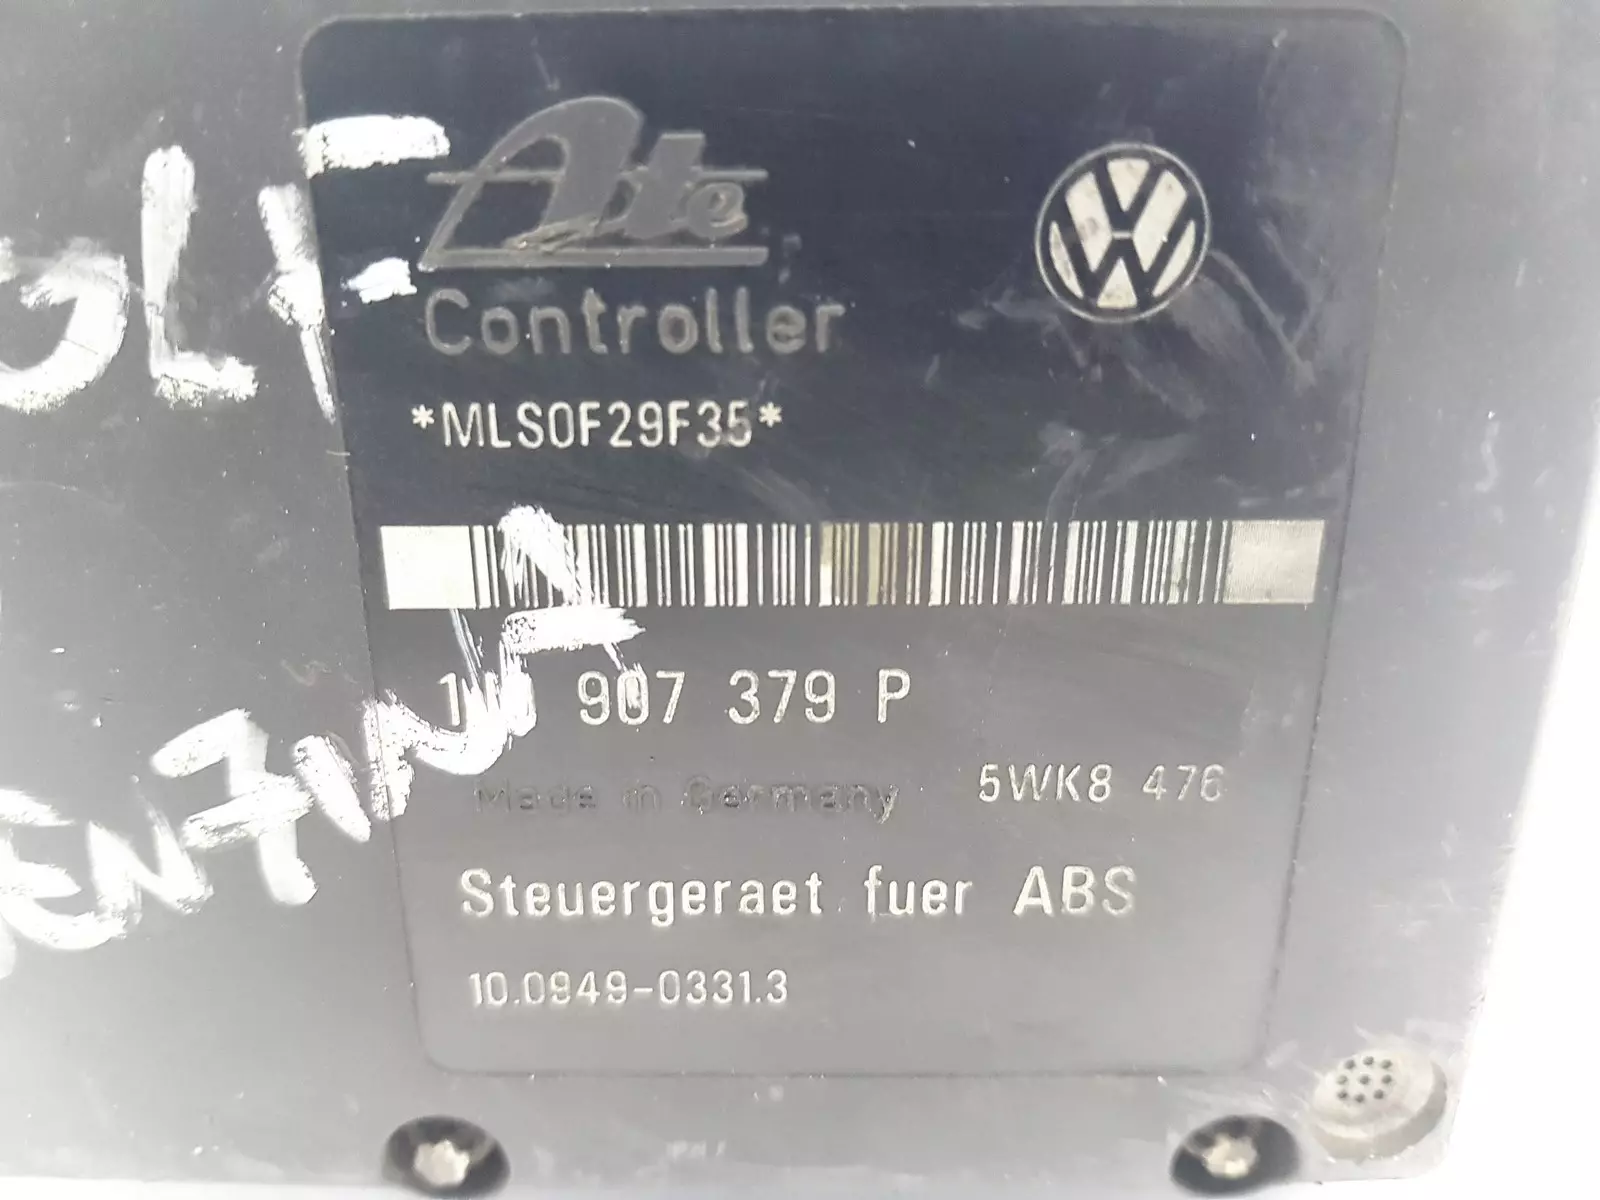 Ate
Controller
*MLS0F29F35*
907 379 P
Made in Germany
5WK8 476
Steuergeraet fuer ABS
10.0949-0331.3